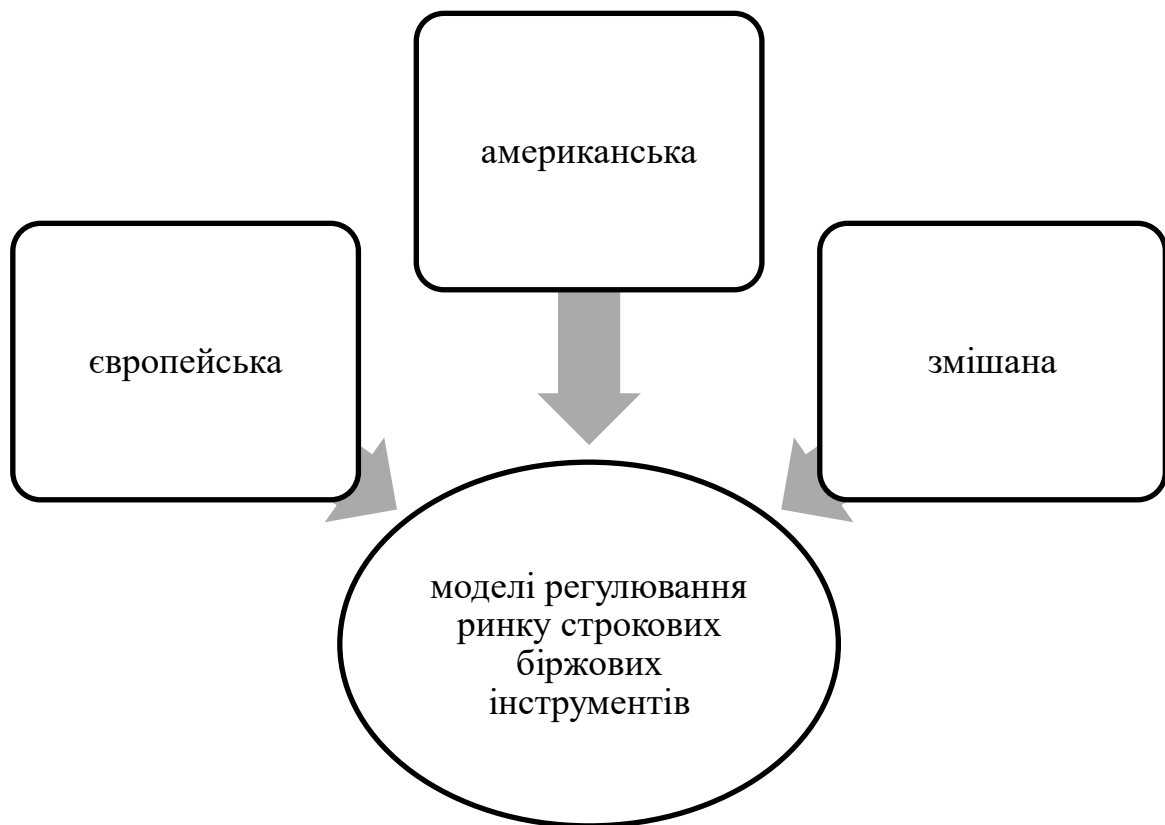 американська
європейська
змішана
моделі регулювання
ринку строкових
біржових
інструментів